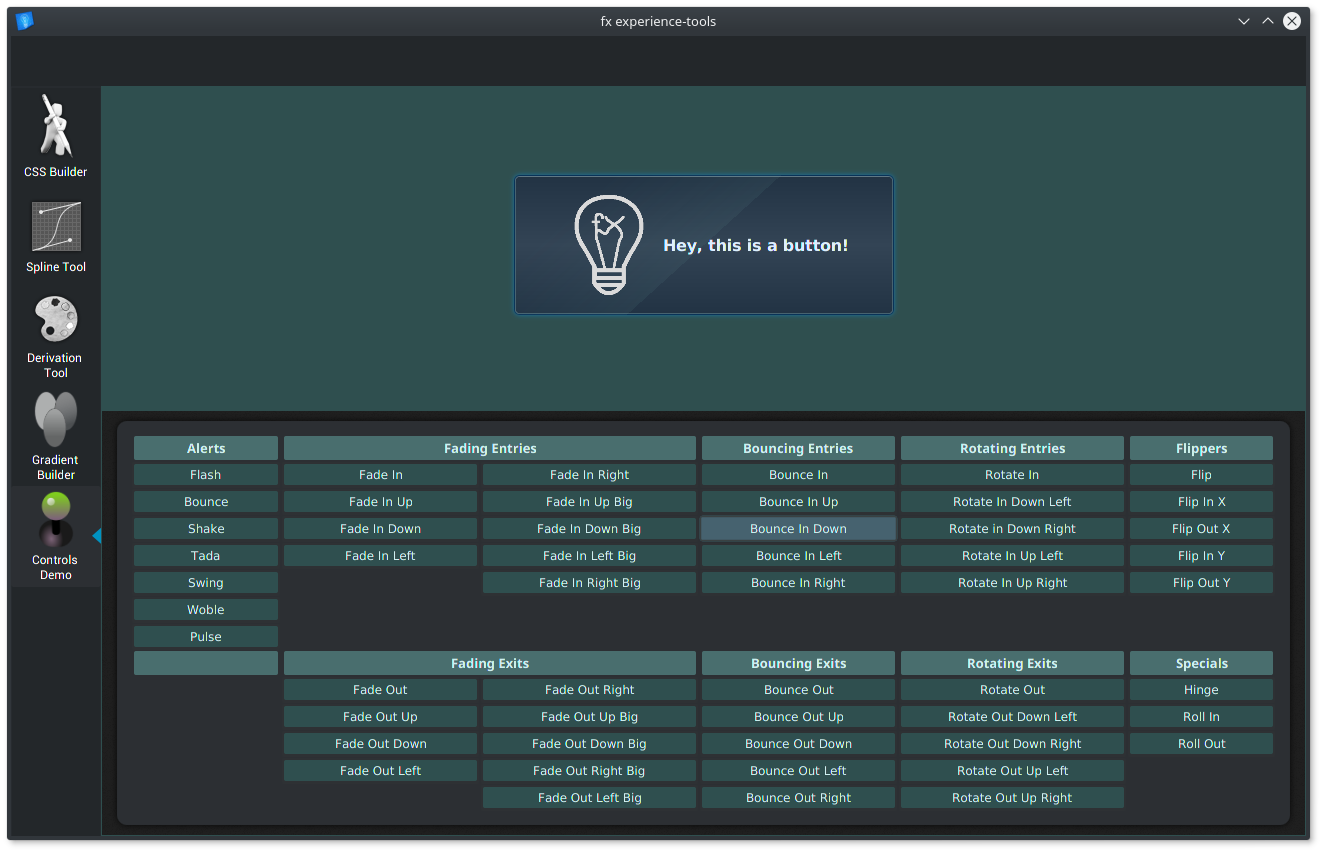 fx experience-tools
CSS Builder
Spline Tool
Derivation
Tool
Gradient
Builder
Controls
Demo
fx
Hey, this is a button!
Alerts Fading Entries Bouncing Entries Rotating Entries Flippers
Flash Fade In Fade In Right Bounce In Rotate In Flip
Bounce Fade In Up Fade In Up Big Bounce In Up Rotate In Down Left Flip In X
Shake Fade In Down Fade In Down Big Bounce In Down Rotate in Down Right Flip Out X
Tada Fade In Left Fade In Left Big Bounce In Left Rotate In Up Left Flip In Y
Swing Fade In Right Big Bounce In Right Rotate In Up Right Flip Out Y
Woble
Pulse
Fading Exits Bouncing Exits Rotating Exits Specials
Fade Out Fade Out Right Bounce Out Rotate Out Hinge
Fade Out Up Fade Out Up Big Bounce Out Up Rotate Out Down Left Roll In
Fade Out Down Fade Out Down Big Bounce Out Down Rotate Out Down Right Roll Out
Fade Out Left Fade Out Right Big Bounce Out Left Rotate Out Up Left
Fade Out Left Big Bounce Out Right Rotate Out Up Right